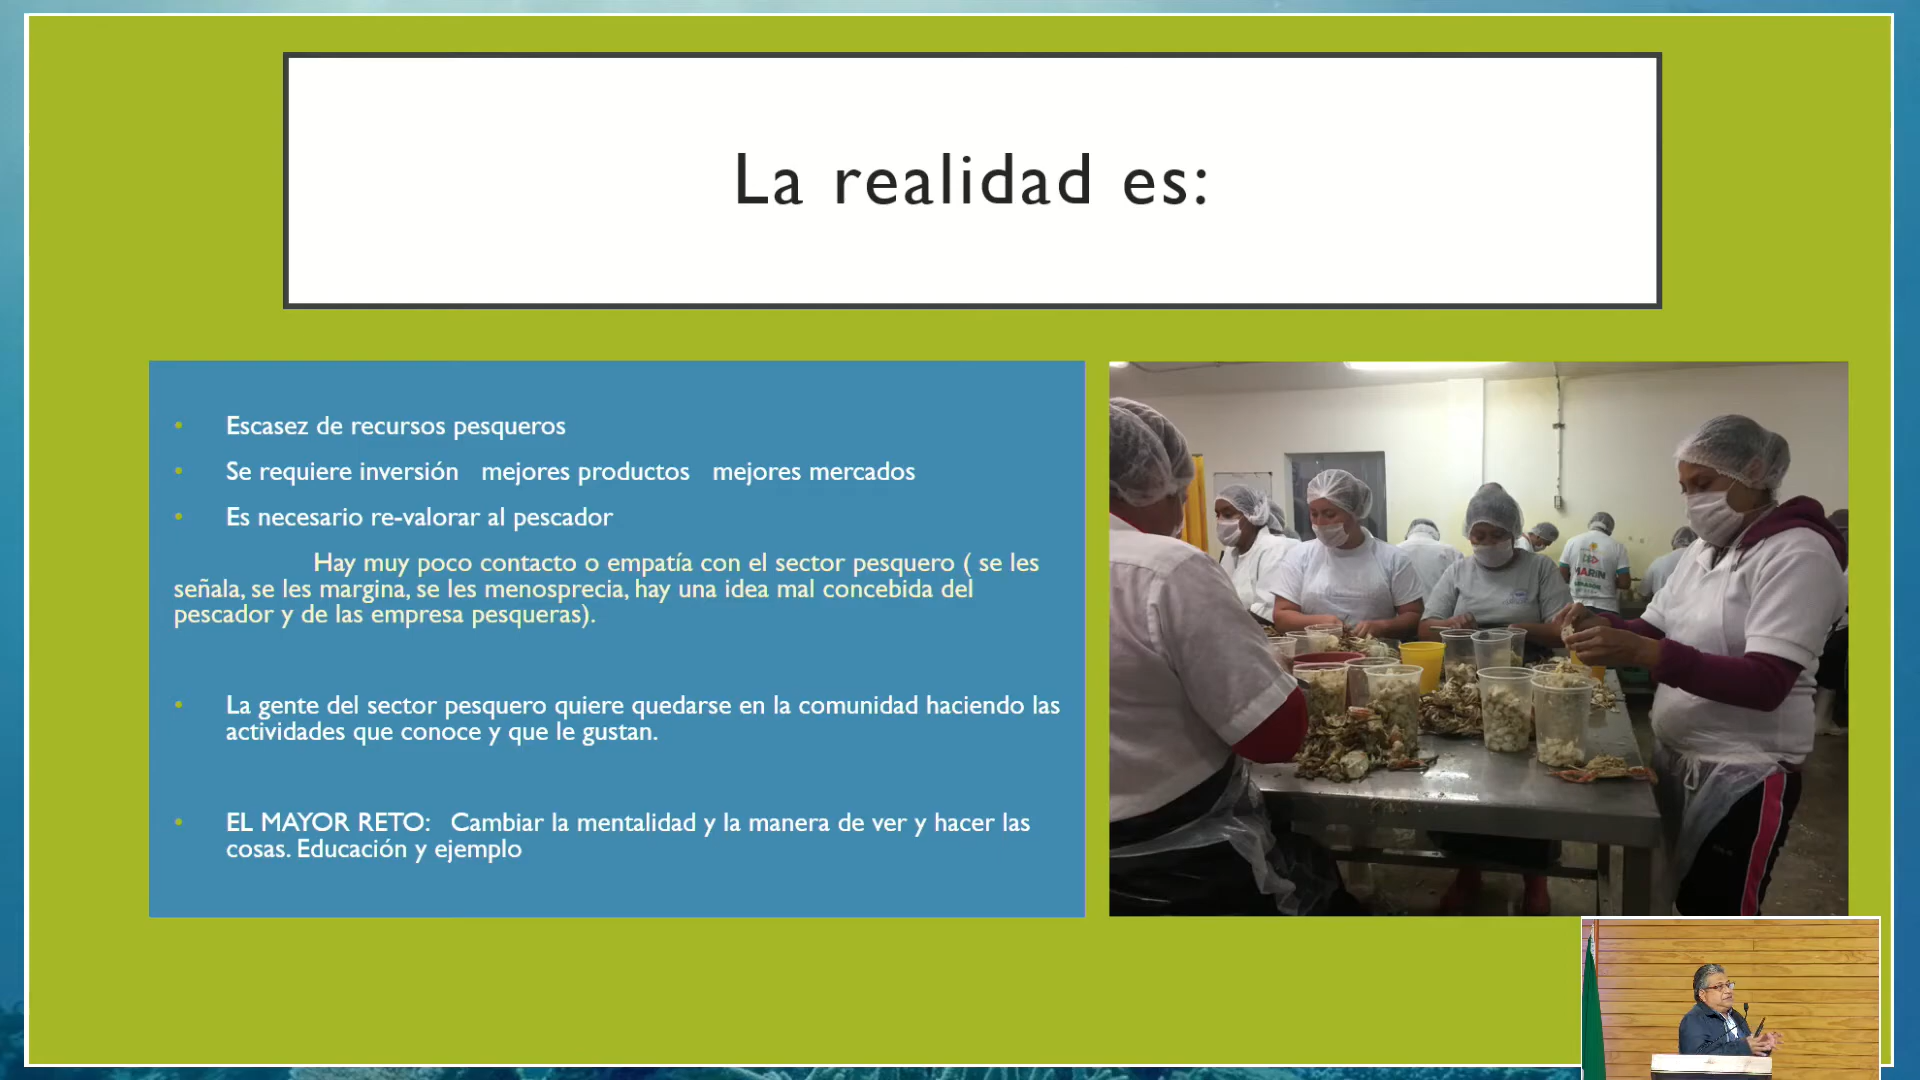 La realidad es:
• Escasez de recursos pesqueros
• Se requiere inversión mejores productos mejores mercados
• Es necesario re-valorar al pescador
Hay muy poco contacto o empatía con el sector pesquero ( se les
señala, se les margina, se les menosprecia, hay una idea mal concebida del
pescador y de las empresa pesqueras).
• La gente del sector pesquero quiere quedarse en la comunidad haciendo las
actividades que conoce y que le gustan.
• EL MAYOR RETO: Cambiar la mentalidad y la manera de ver y hacer las
cosas. Educación y ejemplo
MARIN